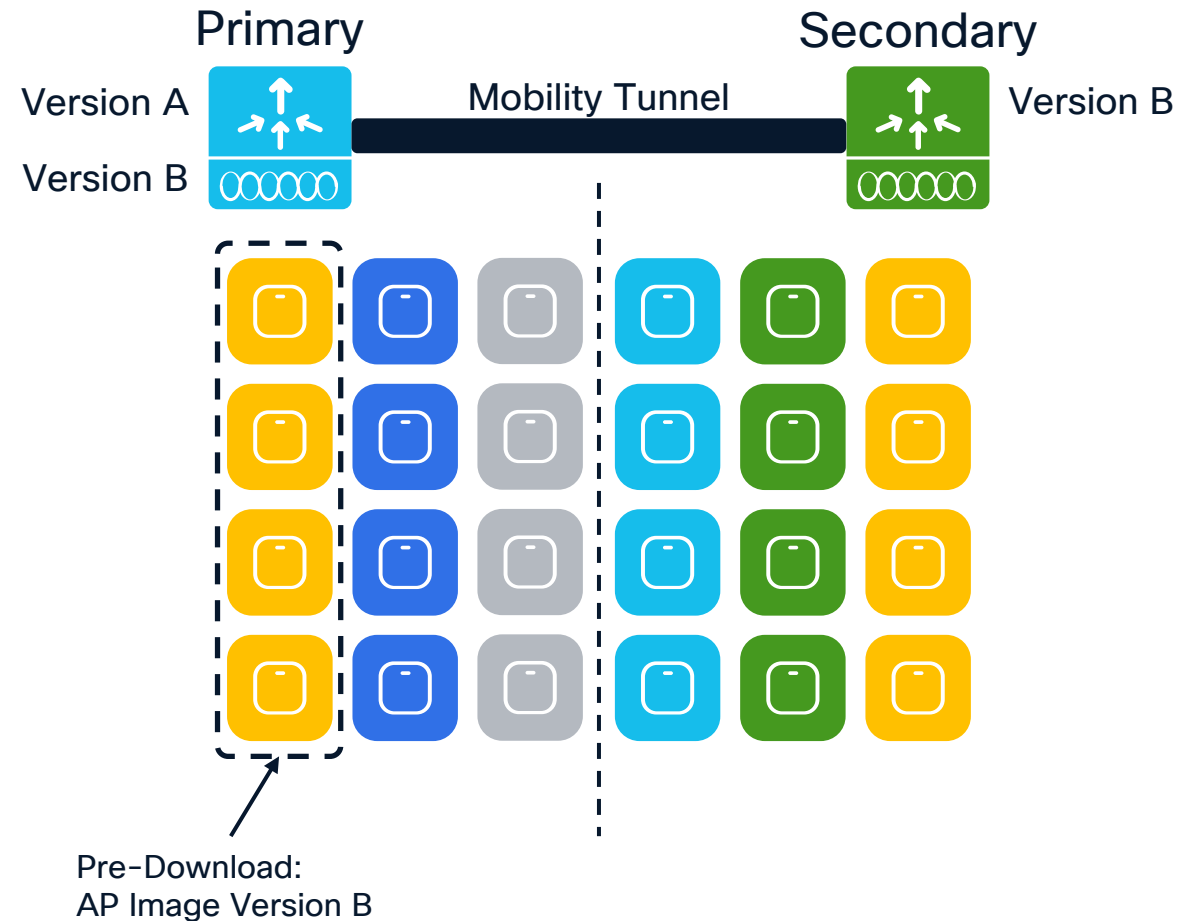 Primary
Secondary
Version A
Mobility Tunnel
Version B
Version B
Pre-Download:
AP Image Version B